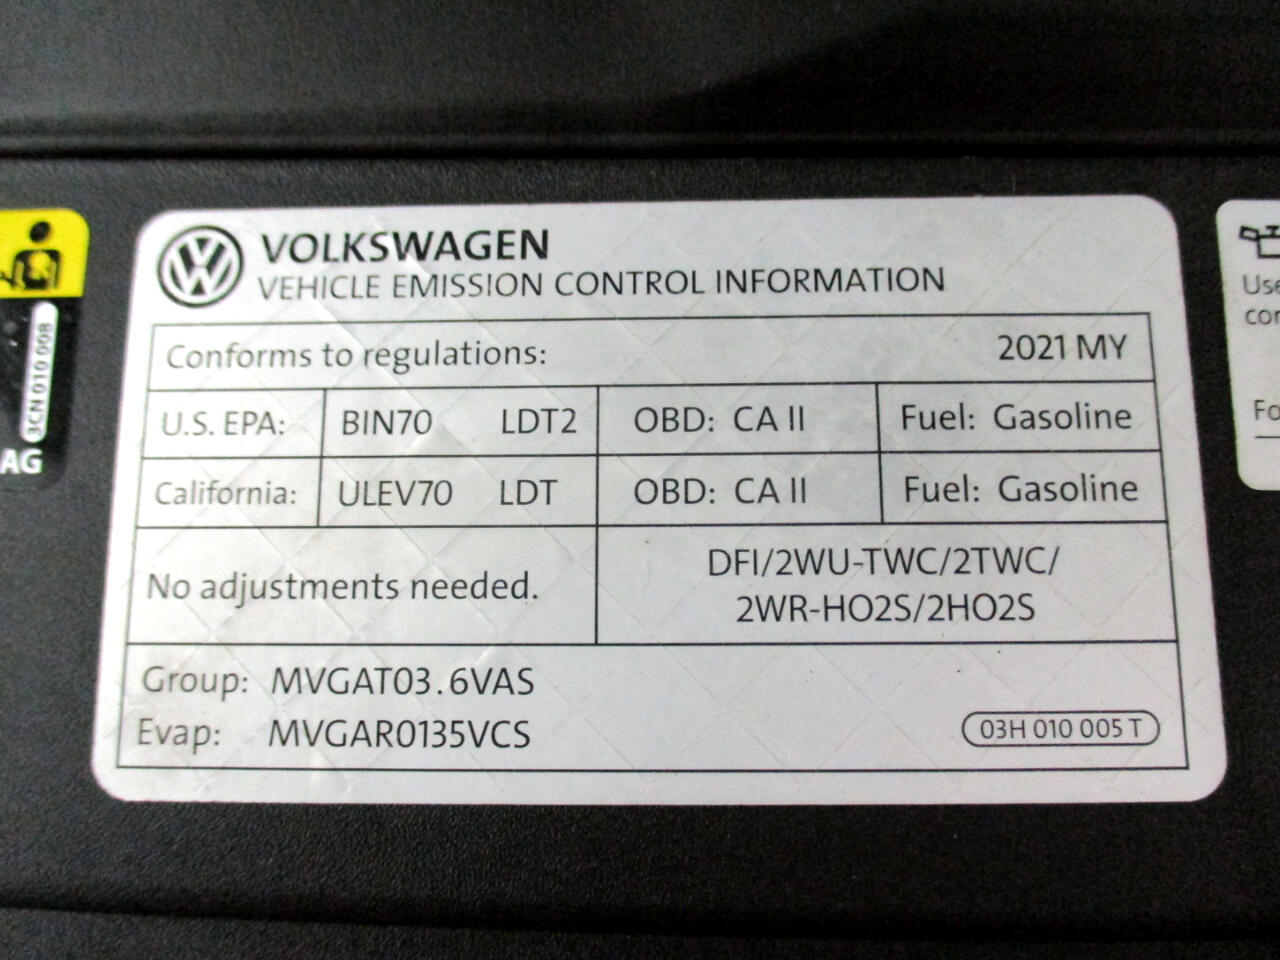 VOLKSWAGEN
VEHICLE EMISSION CONTROL INFORMATION
Conforms to regulations: 2021 MY
U.S. EPA: BIN70 LDT2 OBD: CA II Fuel: Gasoline
California: ULEV70 LDT OBD: CA II Fuel: Gasoline
No adjustments needed.
DFI/2WU-TWC/2TWC/
2WR-HO2S/2HO2S
Group: MVGAT03.6VAS
Evap: MVGAR0135VCS
03H 010 005 T
3CN 010 008
AG
Use